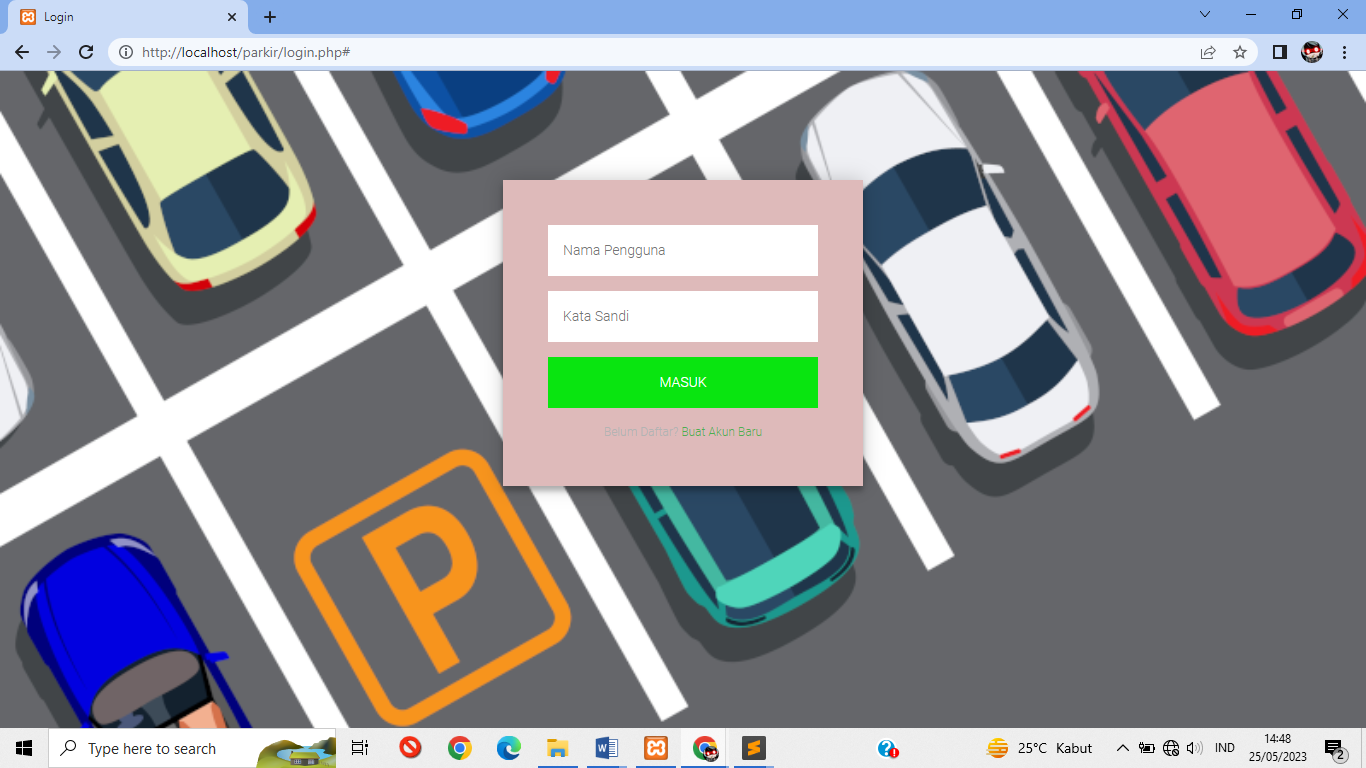 Login
http://localhost/parkir/login.php#
Nama Pengguna
Kata Sandi
MASUK
Belum Daftar? Buat Akun Baru
P
Type here to search
25°C Kabut
IND
14:48
25/05/2023
2